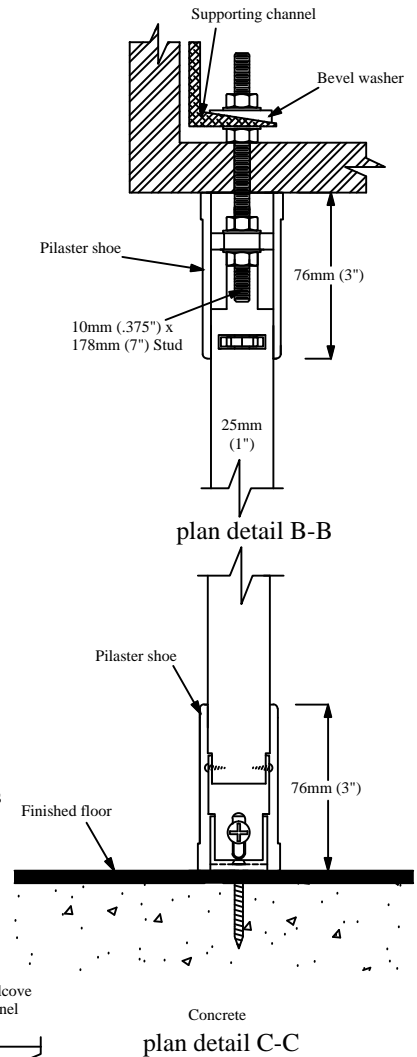 Supporting channel
Bevel washer
Pilaster shoe
76mm (3")
10mm (.375") x
178mm (7") Stud
25mm
(1")
plan detail B-B
Pilaster shoe
76mm (3")
Finished floor
Concrete
plan detail C-C